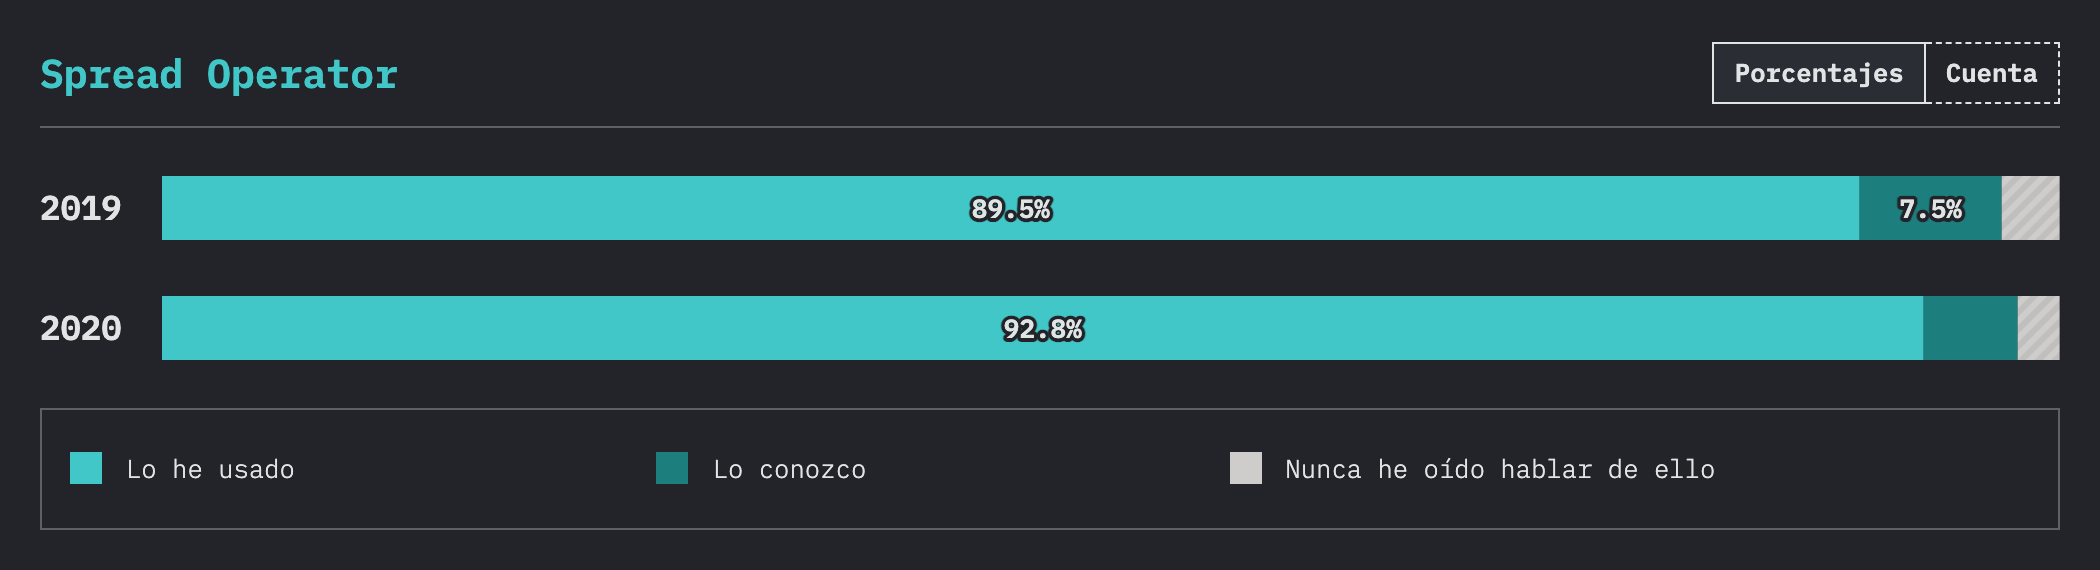 Spread Operator
Porcentajes Cuenta
2019 89.5% 7.5%
2020 92.8%
Lo he usado Lo conozco Nunca he oído hablar de ello